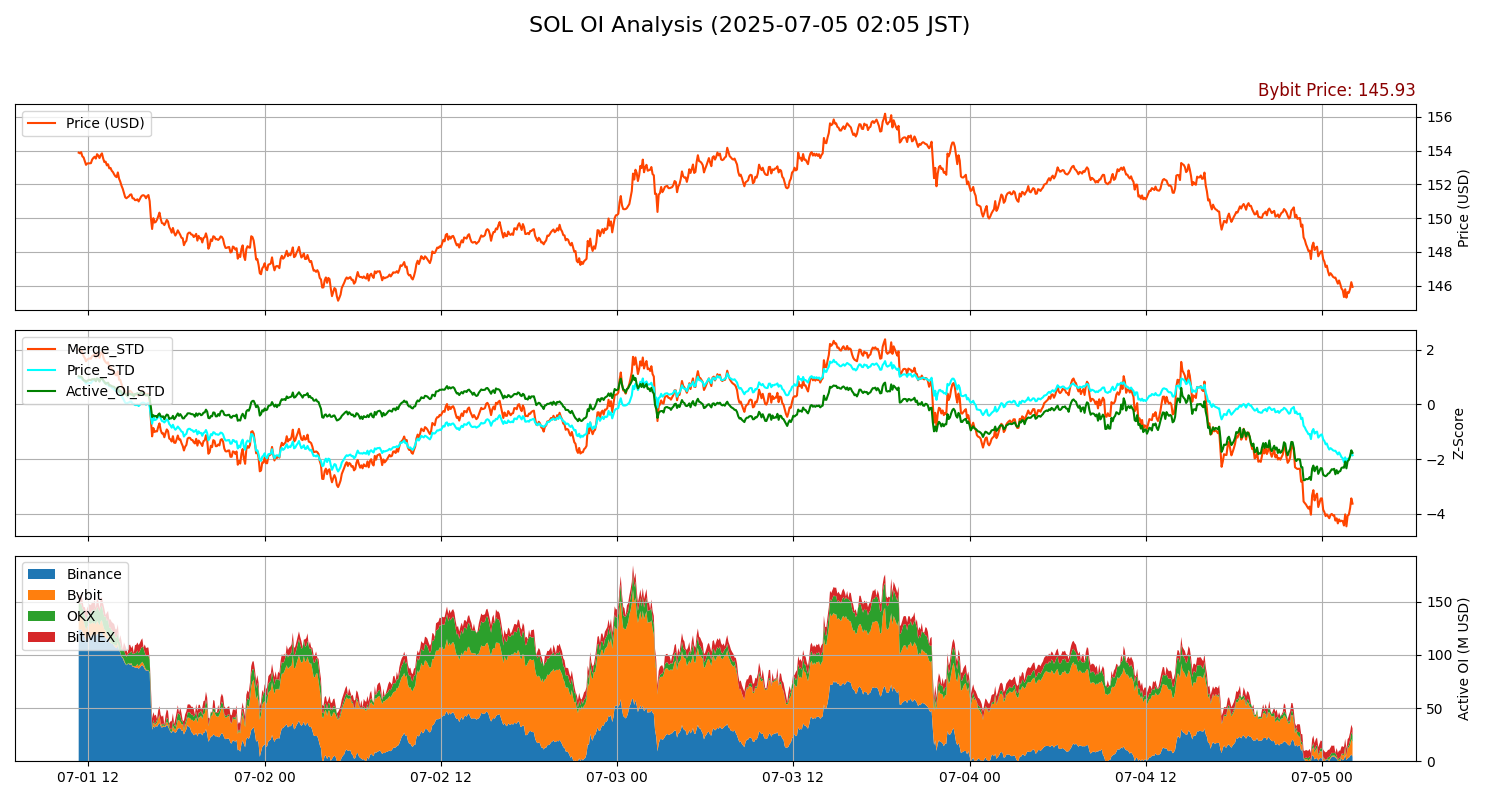 SOL OI Analysis (2025-07-05 02:05 JST)
Bybit Price: 145.93
Price (USD)
156
154
152
150
148
146
Price (USD)
Merge_STD
Price_STD
Active_OI_STD
2
0
−2
−4
Z-Score
Binance
Bybit
OKX
BitMEX
150
100
50
0
Active OI (M USD)
07-01 12
07-02 00
07-02 12
07-03 00
07-03 12
07-04 00
07-04 12
07-05 00